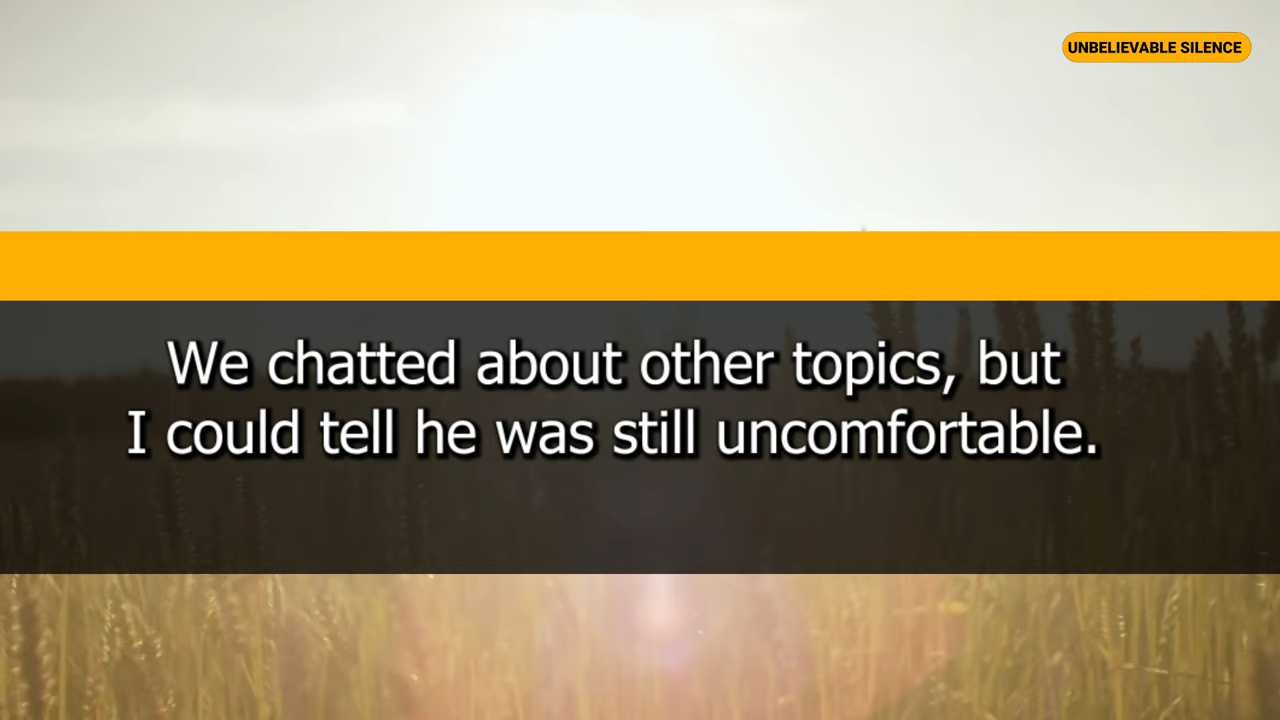 UNBELIEVABLE SILENCE
We chatted about other topics, but
I could tell he was still uncomfortable.